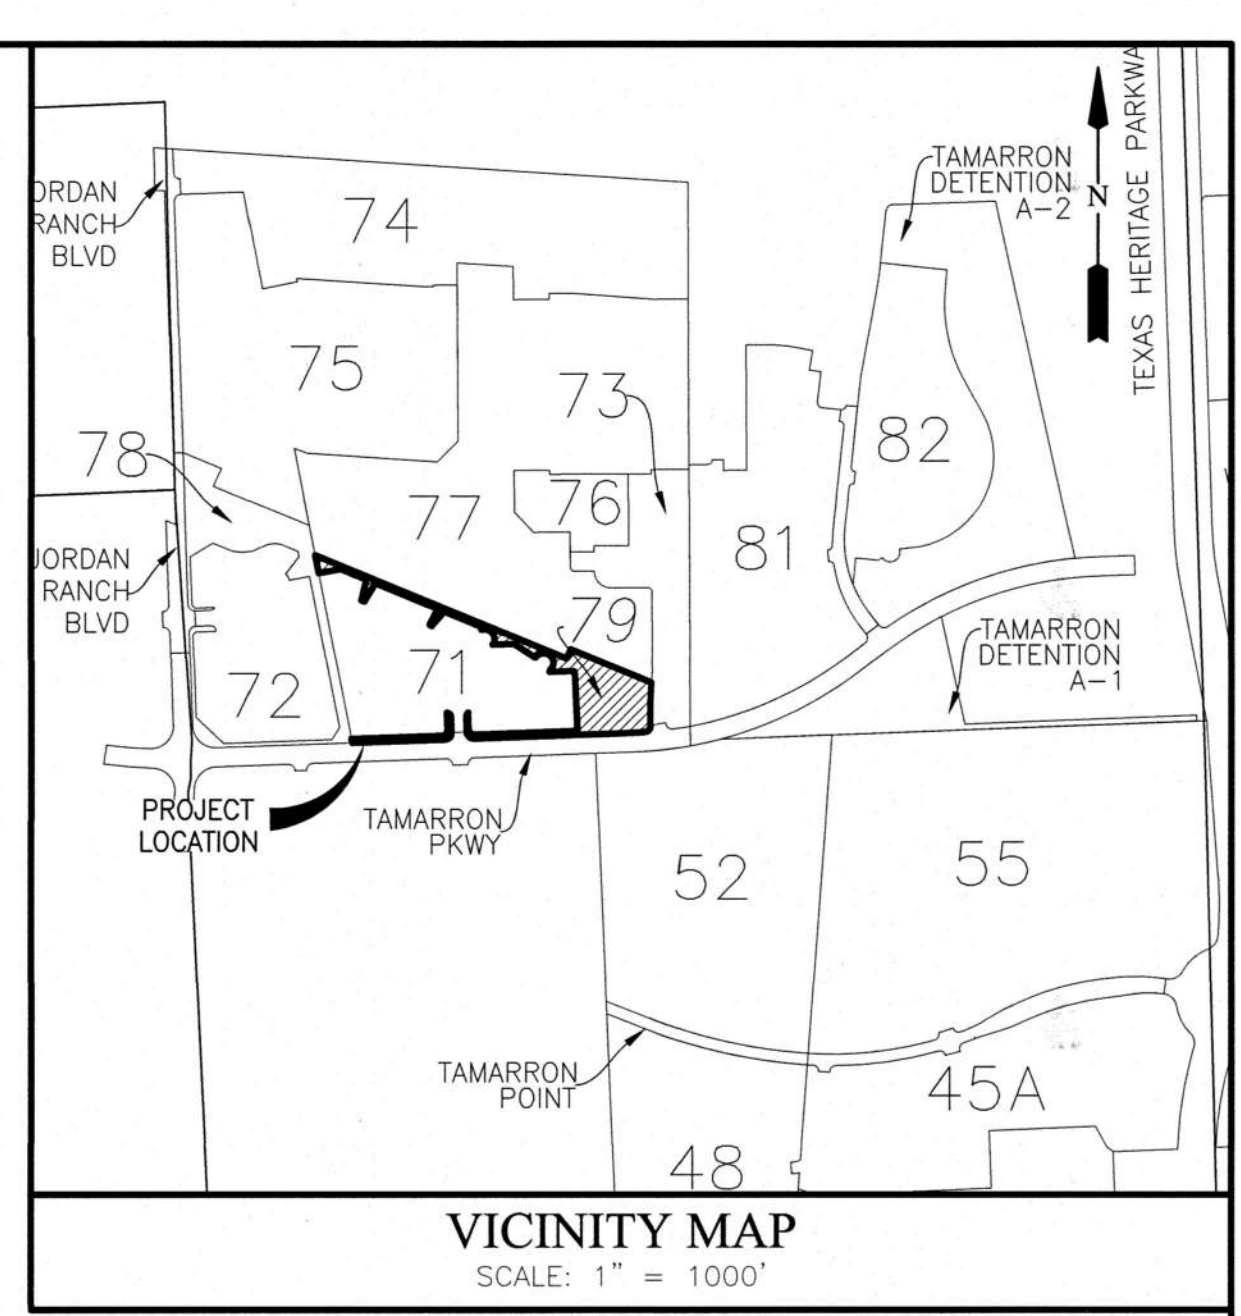 TEXAS HERITAGE PARKWA
TAMARRON
DETENTION
A-2
N
ORDAN
RANCH
BLVD
74
75
73
78
82
77
76
81
JORDAN
RANCH
BLVD
79
TAMARRON
DETENTION
A-1
71
72
PROJECT
LOCATION
TAMARRON
PKWY
52
55
TAMARRON
POINT
45A
48
VICINITY MAP
SCALE: 1" = 1000'